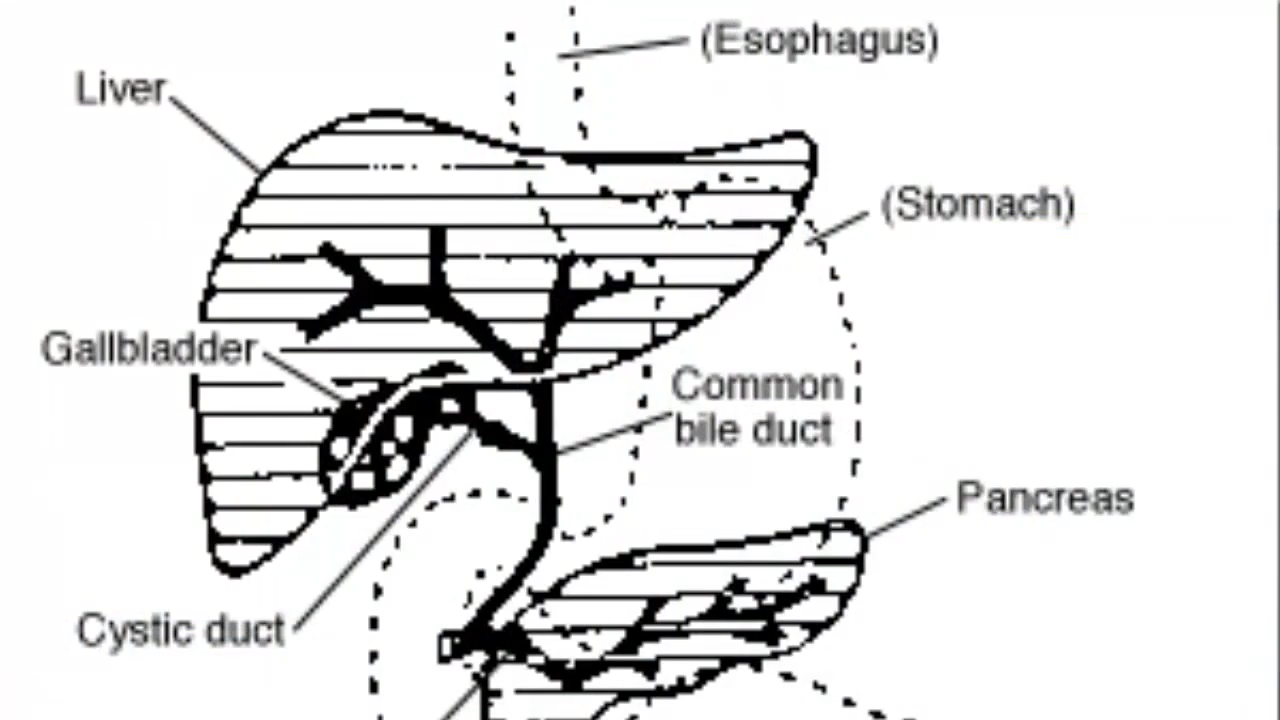 (Esophagus)
Liver
(Stomach)
Gallbladder
Common
bile duct
Pancreas
Cystic duct